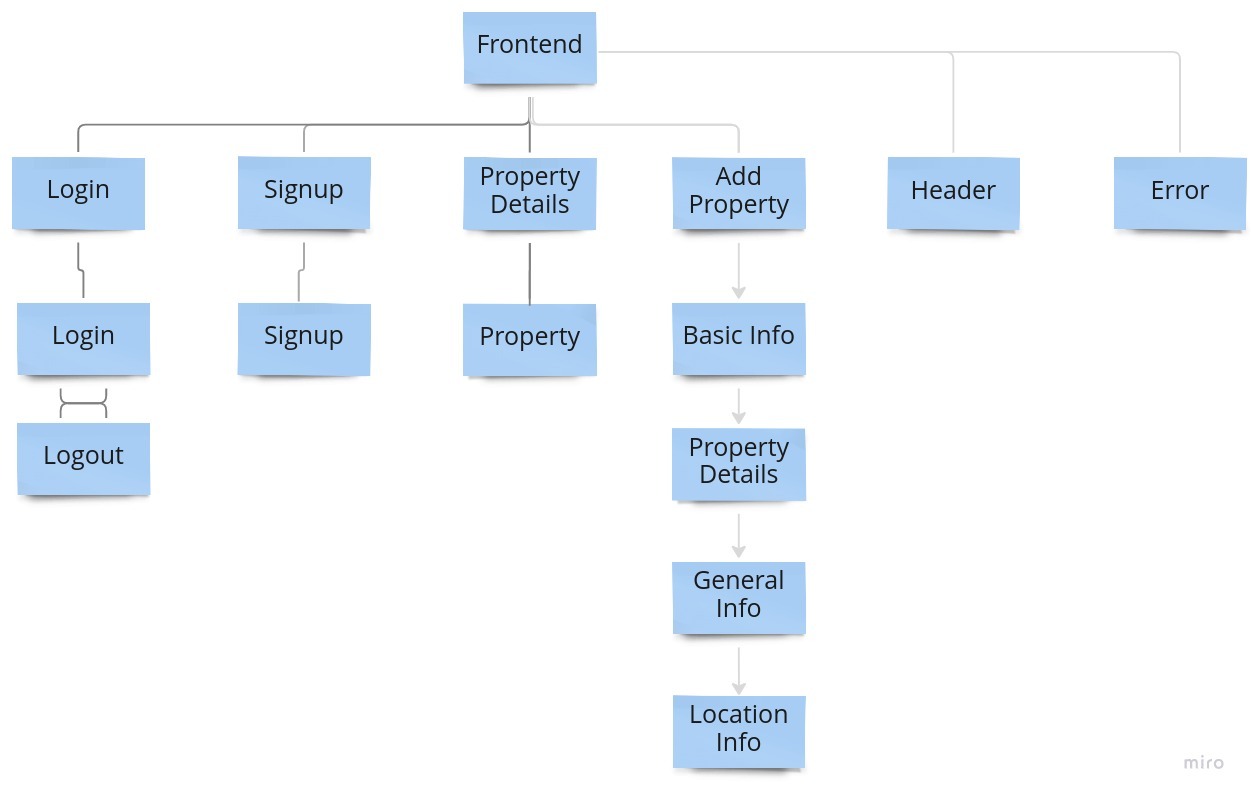 Frontend
Login
Signup
Property
Details
Add
Property
Header
Error
Login
Signup
Property
Basic Info
Logout
Property
Details
General
Info
Location
Info
miro